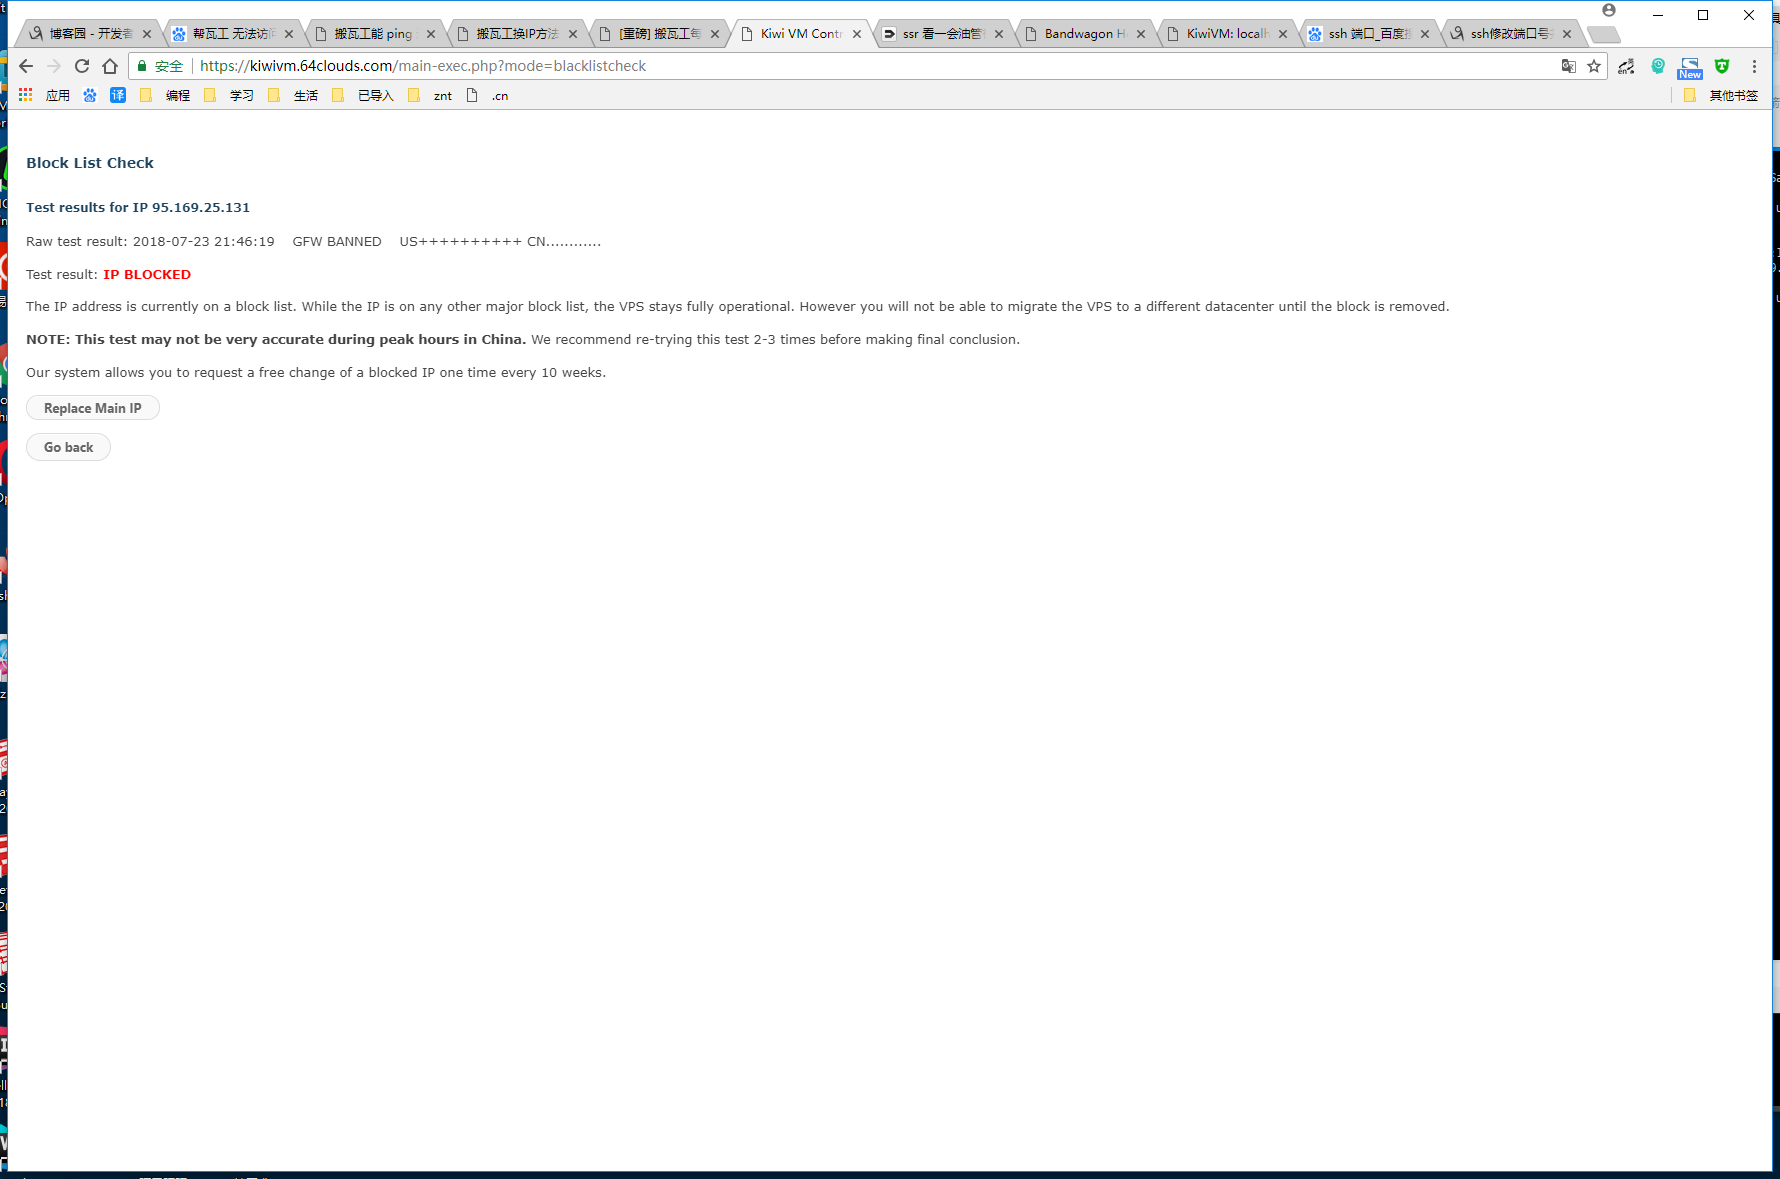 博客园 - 开发者
帮瓦工 无法访问
搬瓦工能 ping
搬瓦工换IP方法
[重磅] 搬瓦工每
Kiwi VM Contr
ssr 看一会油管
Bandwagon H
KiwiVM: localh
ssh 端口_百度搜
ssh修改端口号
安全 https://kiwivm.64clouds.com/main-exec.php?mode=blacklistcheck
New
应用 译 编程 学习 生活 已导入 znt .cn 其他书签
Block List Check
Test results for IP 95.169.25.131
Raw test result: 2018-07-23 21:46:19 GFW BANNED US++++++++++ CN............
Test result: IP BLOCKED
The IP address is currently on a block list. While the IP is on any other major block list, the VPS stays fully operational. However you will not be able to migrate the VPS to a different datacenter until the block is removed.
NOTE: This test may not be very accurate during peak hours in China. We recommend re-trying this test 2-3 times before making final conclusion.
Our system allows you to request a free change of a blocked IP one time every 10 weeks.
Replace Main IP
Go back